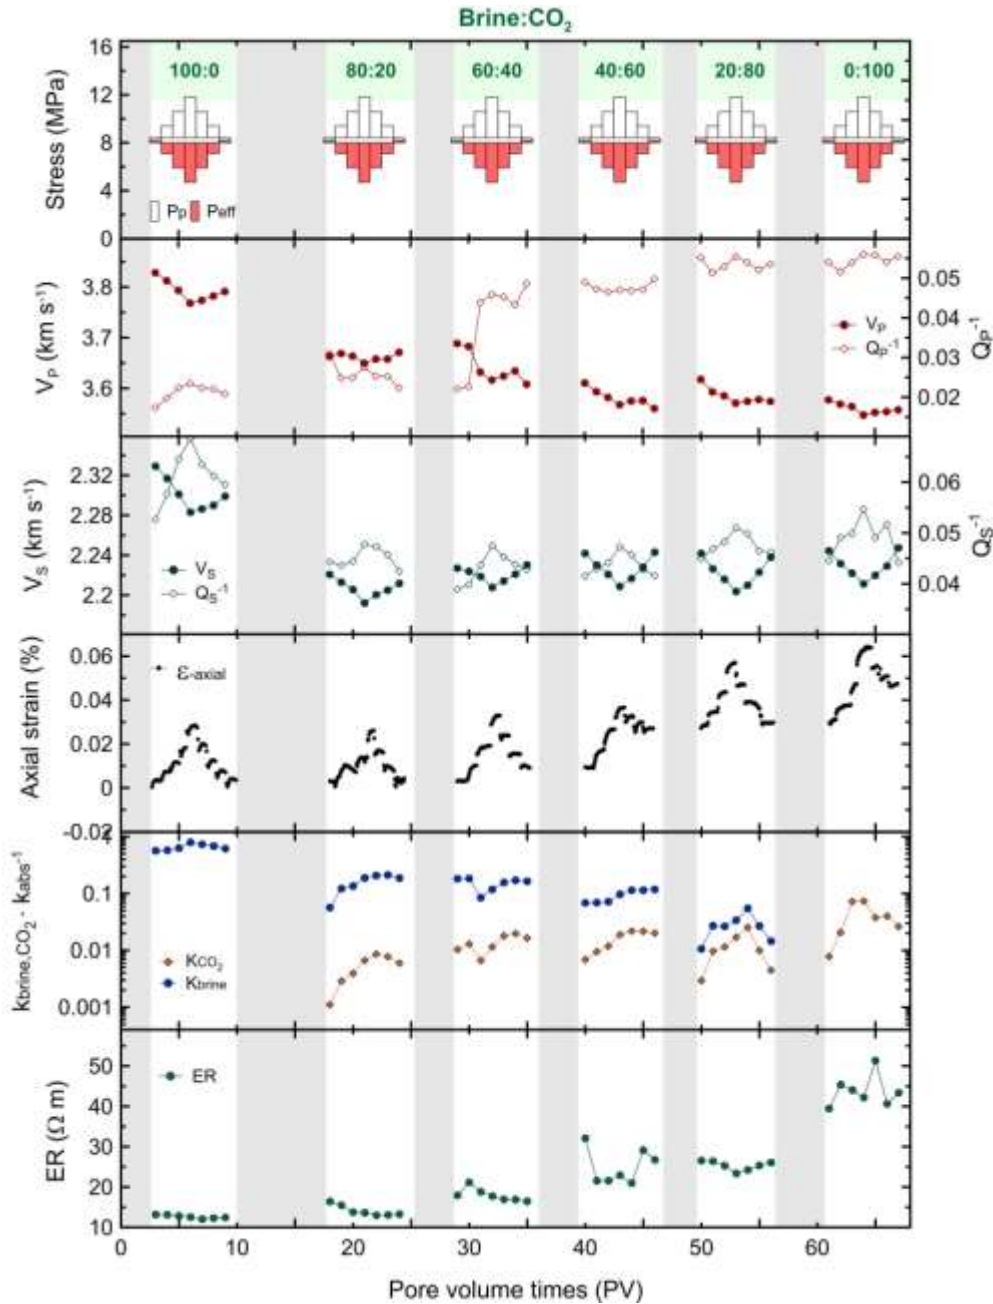 Brine:CO₂
100:0 80:20 60:40 40:60 20:80 0:100
Stress (MPa)
16
12
8
4
0
Pp Peff
Vₚ (km s⁻¹)
3.8
3.7
3.6
Vₚ
Qₚ⁻¹
0.05
0.04
0.03
0.02
Qₚ⁻¹
V_S (km s⁻¹)
2.32
2.28
2.24
2.2
V_S
Q_S⁻¹
0.06
0.05
0.04
Q_S⁻¹
Axial strain (%)
0.06
0.04
0.02
0
-0.02
ε-axial
kbrine,CO₂ · kabs⁻¹
1
0.1
0.01
0.001
KCO₂
Kbrine
ER (Ω m)
50
40
30
20
10
ER
0 10 20 30 40 50 60
Pore volume times (PV)